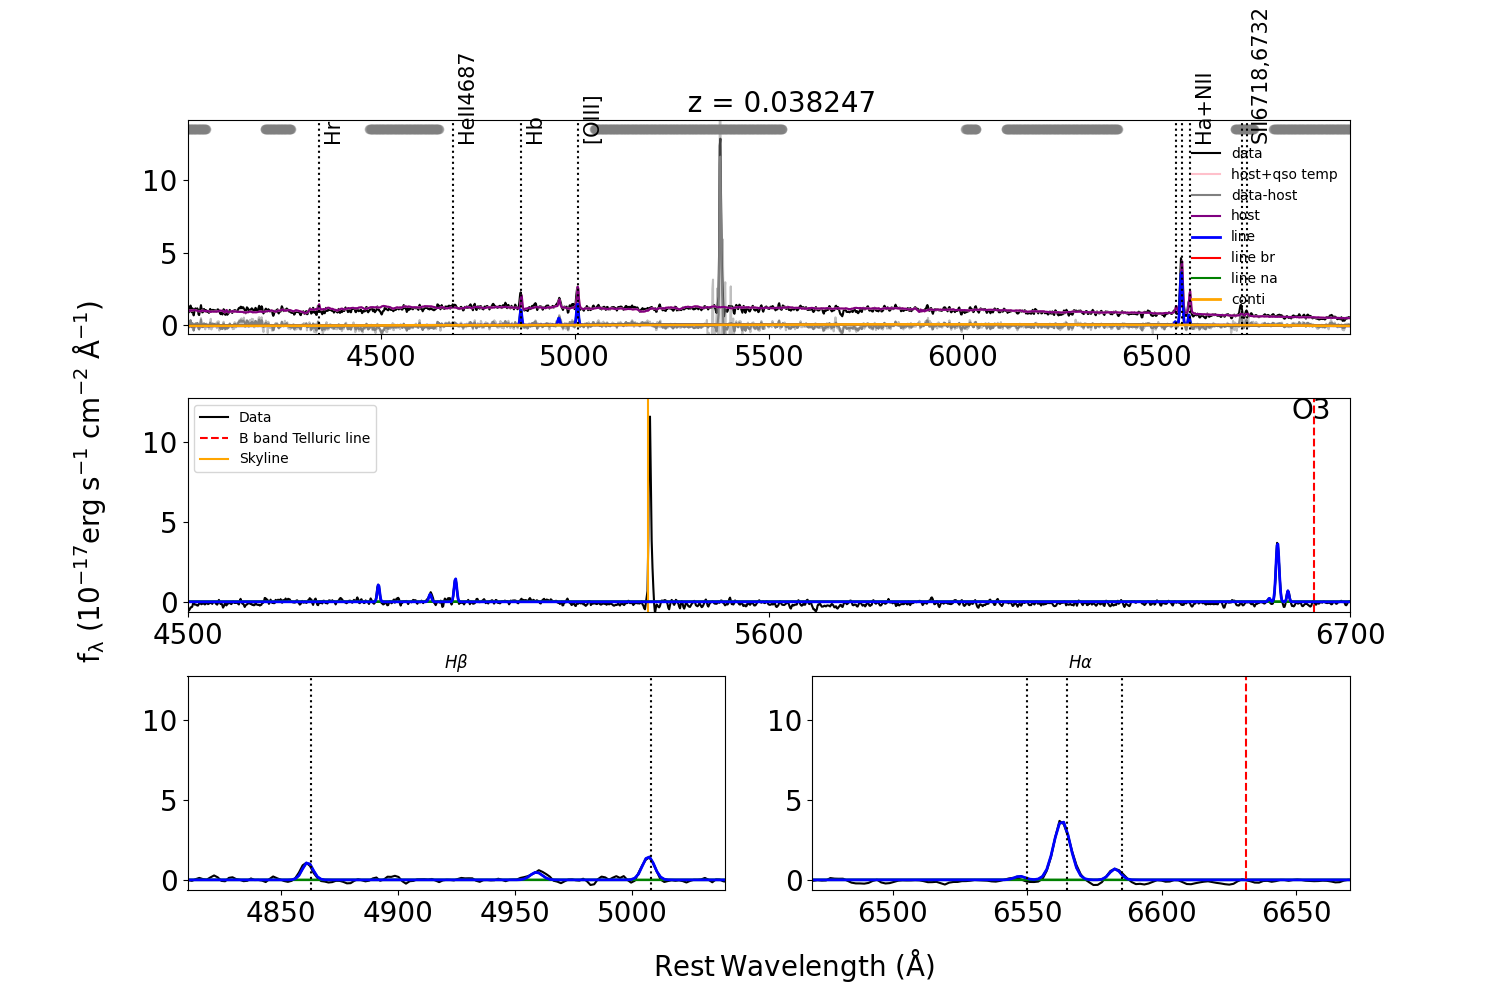 z = 0.038247
Hr
HeII4687
Hb
[OIII]
Ha+NII
SII6718,6732
data
host+qso temp
data-host
host
line
line br
line na
conti
10
5
0
4500
5000
5500
6000
6500
Data
B band Telluric line
Skyline
O3
10
5
0
4500
5600
6700
fλ (10⁻¹⁷erg s⁻¹ cm⁻² Å⁻¹)
Hβ
10
5
0
4850
4900
4950
5000
Hα
10
5
0
6500
6550
6600
6650
Rest Wavelength (Å)